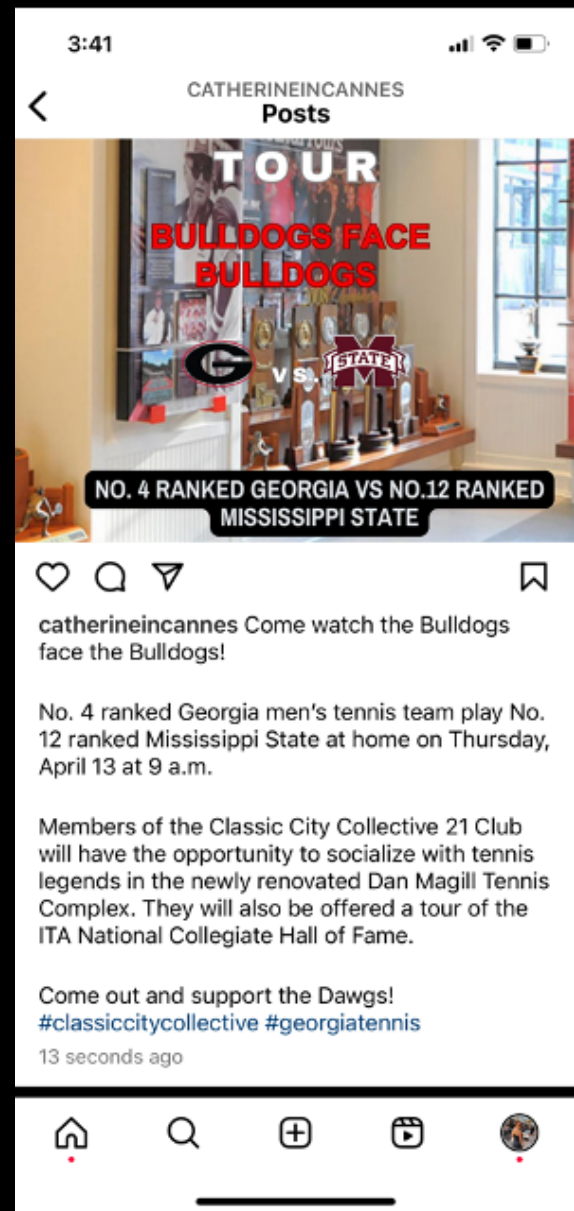 3:41
CATHERINEINCANNES
Posts
TOUR
BULLDOGS FACE
BULLDOGS
G VS. M STATE
NO. 4 RANKED GEORGIA VS NO.12 RANKED
MISSISSIPPI STATE
catherineincannes Come watch the Bulldogs
face the Bulldogs!
No. 4 ranked Georgia men's tennis team play No.
12 ranked Mississippi State at home on Thursday,
April 13 at 9 a.m.
Members of the Classic City Collective 21 Club
will have the opportunity to socialize with tennis
legends in the newly renovated Dan Magill Tennis
Complex. They will also be offered a tour of the
ITA National Collegiate Hall of Fame.
Come out and support the Dawgs!
#classiccitycollective #georgiatennis
13 seconds ago